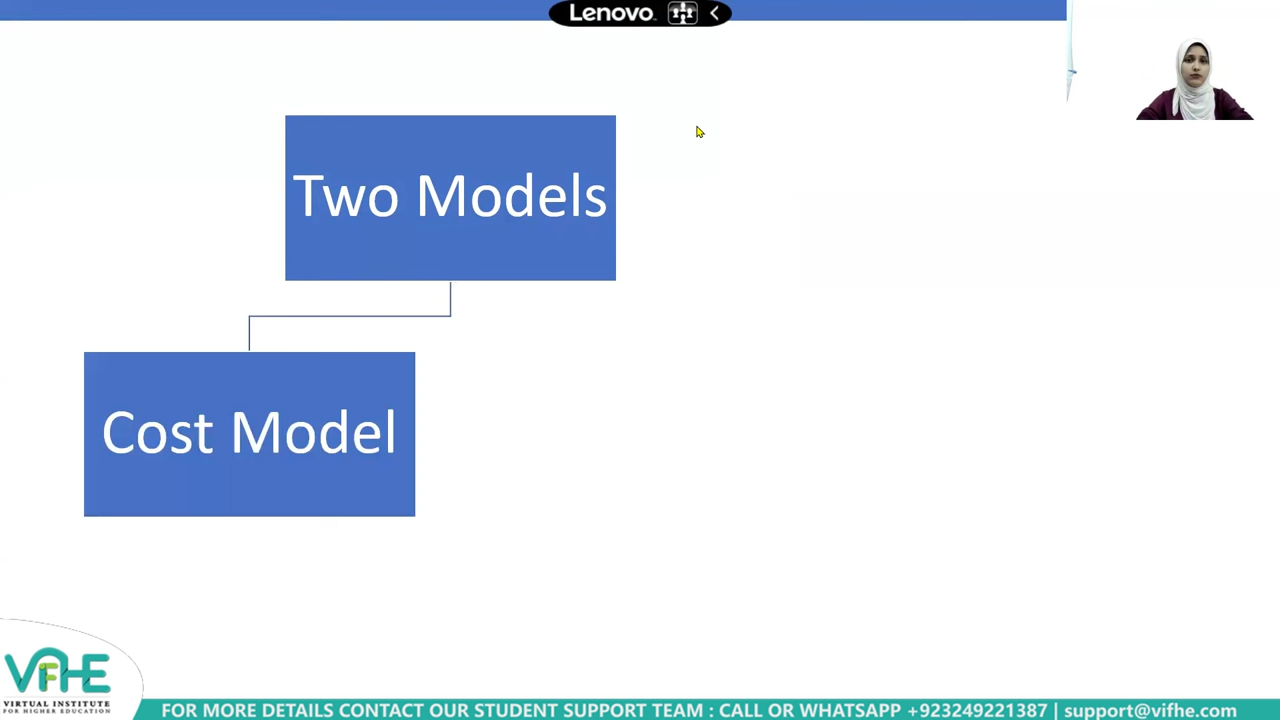 Lenovo
Two Models
Cost Model
VFHE
VIRTUAL INSTITUTE
FOR HIGHER EDUCATION
FOR MORE DETAILS CONTACT OUR STUDENT SUPPORT TEAM : CALL OR WHATSAPP +923249221387 | support@vifhe.com